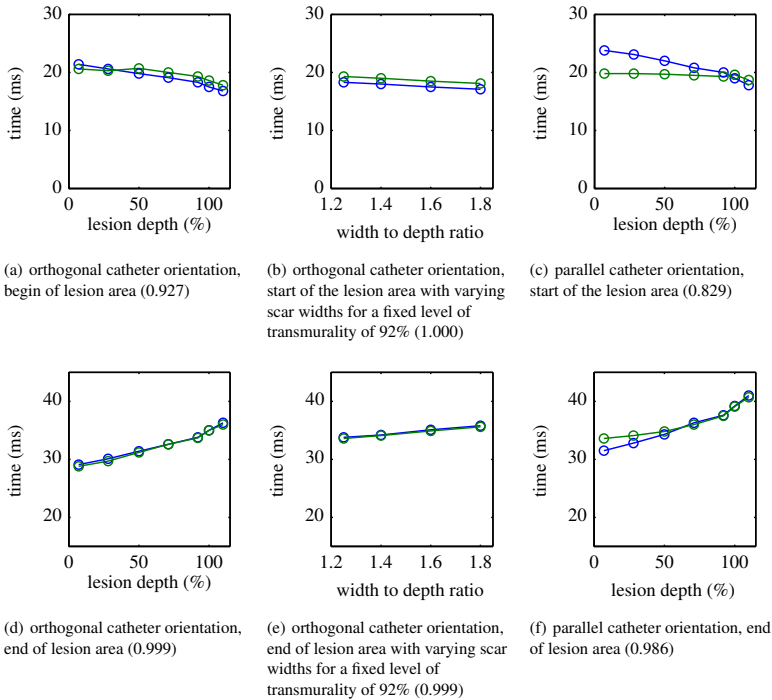 30
20
10
0
time (ms)
0 50 100
lesion depth (%)
(a) orthogonal catheter orientation,
begin of lesion area (0.927)
30
20
10
0
time (ms)
1.2 1.4 1.6 1.8
width to depth ratio
(b) orthogonal catheter orientation,
start of the lesion area with varying
scar widths for a fixed level of
transmurality of 92% (1.000)
30
20
10
0
time (ms)
0 50 100
lesion depth (%)
(c) parallel catheter orientation,
start of the lesion area (0.829)
40
30
20
time (ms)
0 50 100
lesion depth (%)
(d) orthogonal catheter orientation,
end of lesion area (0.999)
40
30
20
time (ms)
1.2 1.4 1.6 1.8
width to depth ratio
(e) orthogonal catheter orientation,
end of lesion area with varying scar
widths for a fixed level of
transmurality of 92% (0.999)
40
30
20
time (ms)
0 50 100
lesion depth (%)
(f) parallel catheter orientation, end
of lesion area (0.986)